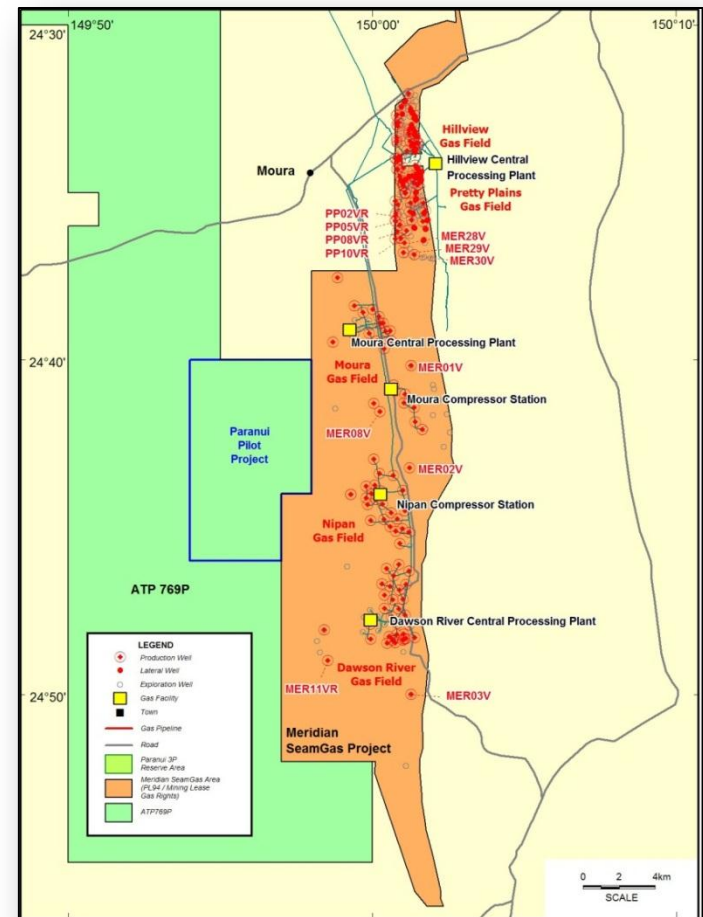 149°50'
150°00'
150°10'
24°30'
Hillview
Gas Field
Hillview Central
Processing Plant
Moura
Pretty Plains
Gas Field
PP02VR
PP05VR
PP08VR
PP10VR
MER28V
MER29V
MER30V
Moura Central Processing Plant
24°40'
Moura
Gas Field
MER01V
Moura Compressor Station
Paranui
Pilot
Project
MER08V
MER02V
Nipan Compressor Station
Nipan
Gas Field
ATP 769P
Dawson River Central Processing Plant
LEGEND
Production Well
Lateral Well
Exploration Well
Gas Facility
Town
Gas Pipeline
Road
Paranui 3P
Reserve Area
Meridian SeamGas Area
(PL94 / Mining Lease
Gas Rights)
ATP769P
Dawson River
Gas Field
MER11VR
MER03V
24°50'
Meridian
SeamGas Project
0 2 4km
SCALE